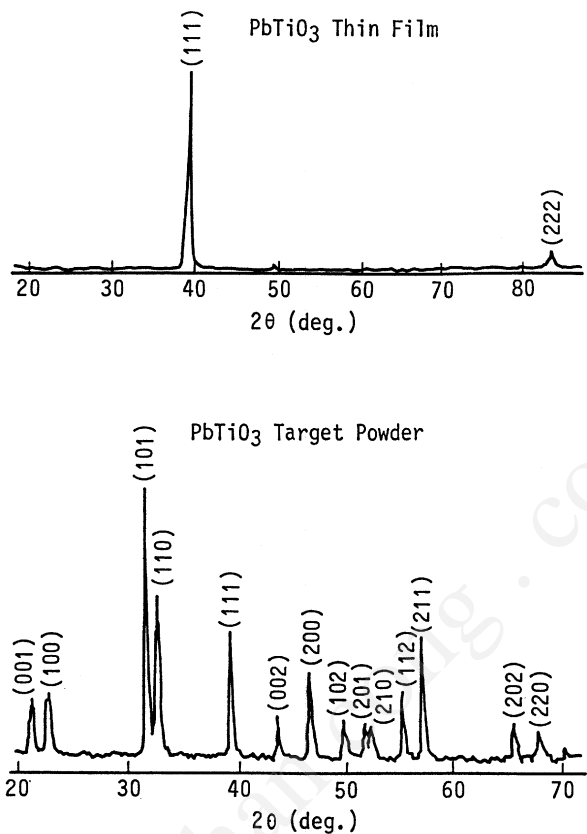 PbTiO3 Thin Film
(111)
(222)
20 30 40 50 60 70 80
2θ (deg.)
PbTiO3 Target Powder
(001)
(100)
(101)
(110)
(111)
(002)
(200)
(102)
(201)
(210)
(112)
(211)
(202)
(220)
20 30 40 50 60 70
2θ (deg.)